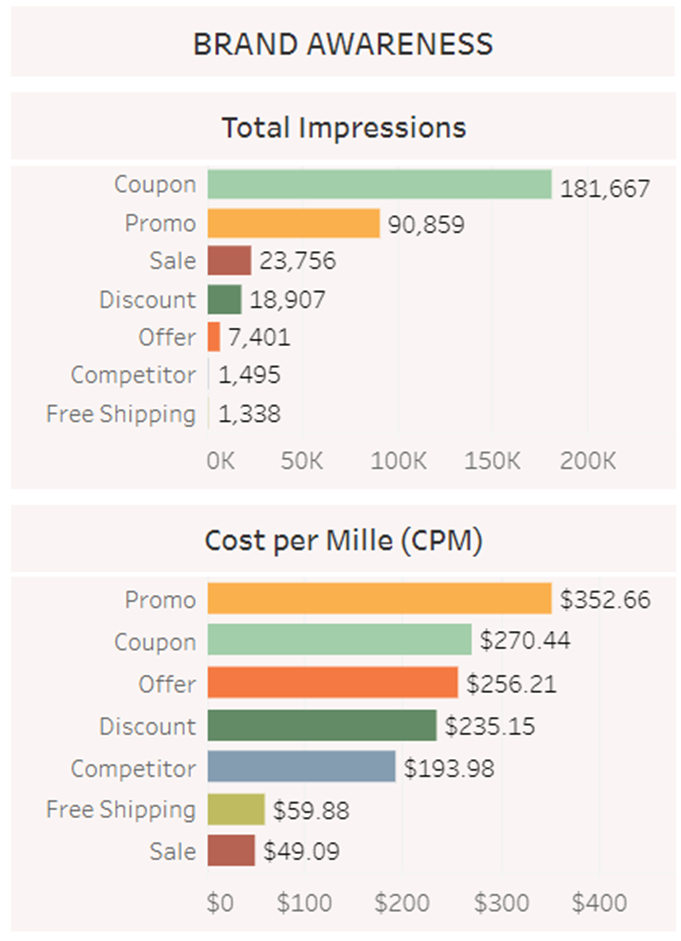 BRAND AWARENESS
Total Impressions
Coupon 181,667
Promo 90,859
Sale 23,756
Discount 18,907
Offer 7,401
Competitor 1,495
Free Shipping 1,338
0K 50K 100K 150K 200K
Cost per Mille (CPM)
Promo $352.66
Coupon $270.44
Offer $256.21
Discount $235.15
Competitor $193.98
Free Shipping $59.88
Sale $49.09
$0 $100 $200 $300 $400